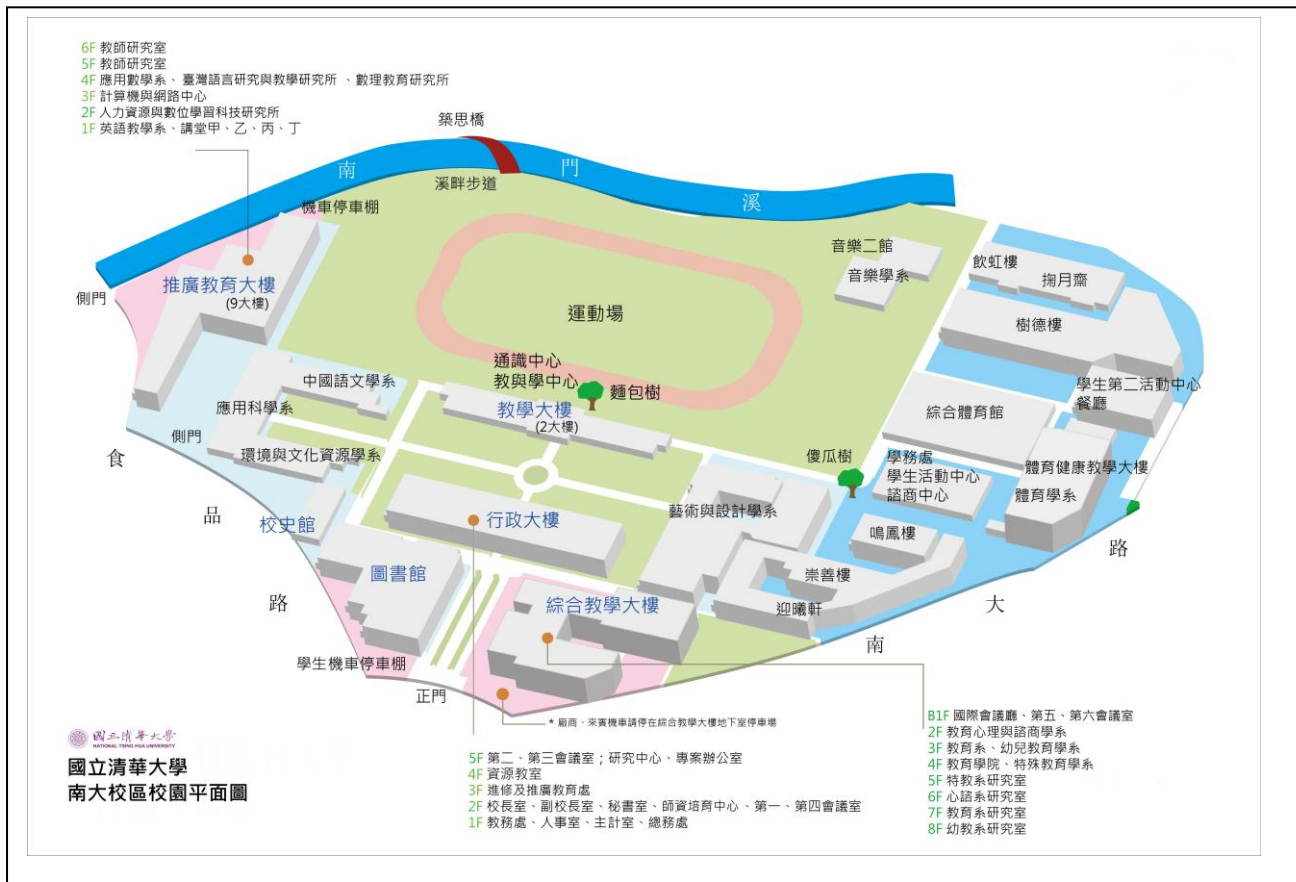 6F 教師研究室
5F 教師研究室
4F 應用數學系、臺灣語言研究與教學研究所、數理教育研究所
3F 計算機與網路中心
2F 人力資源與數位學習科技研究所
1F 英語教學系、講堂甲、乙、丙、丁
築思橋
南
門
溪
溪畔步道
機車停車棚
推廣教育大樓
(9大樓)
側門
音樂二館
音樂學系
飲虹樓
掬月齋
樹德樓
運動場
通識中心
教與學中心
麵包樹
教學大樓
(2大樓)
中國語文學系
應用科學系
側門
環境與文化資源學系
學生第二活動中心
餐廳
綜合體育館
傻瓜樹
學務處
學生活動中心
諮商中心
體育健康教學大樓
體育學系
食
品
路
校史館
行政大樓
藝術與設計學系
鳴鳳樓
崇善樓
迎曦軒
圖書館
綜合教學大樓
學生機車停車棚
正門
南
大
路
* 廠商、來賓機車請停在綜合教學大樓地下室停車場
5F 第二、第三會議室；研究中心、專案辦公室
4F 資源教室
3F 進修及推廣教育處
2F 校長室、副校長室、秘書室、師資培育中心、第一、第四會議室
1F 教務處、人事室、主計室、總務處
B1F 國際會議廳、第五、第六會議室
2F 教育心理與諮商學系
3F 教育系、幼兒教育學系
4F 教育學院、特殊教育學系
5F 特教系研究室
6F 心諮系研究室
7F 教育系研究室
8F 幼教系研究室
國立清華大學
NATIONAL TSING HUA UNIVERSITY
國立清華大學
南大校區校園平面圖